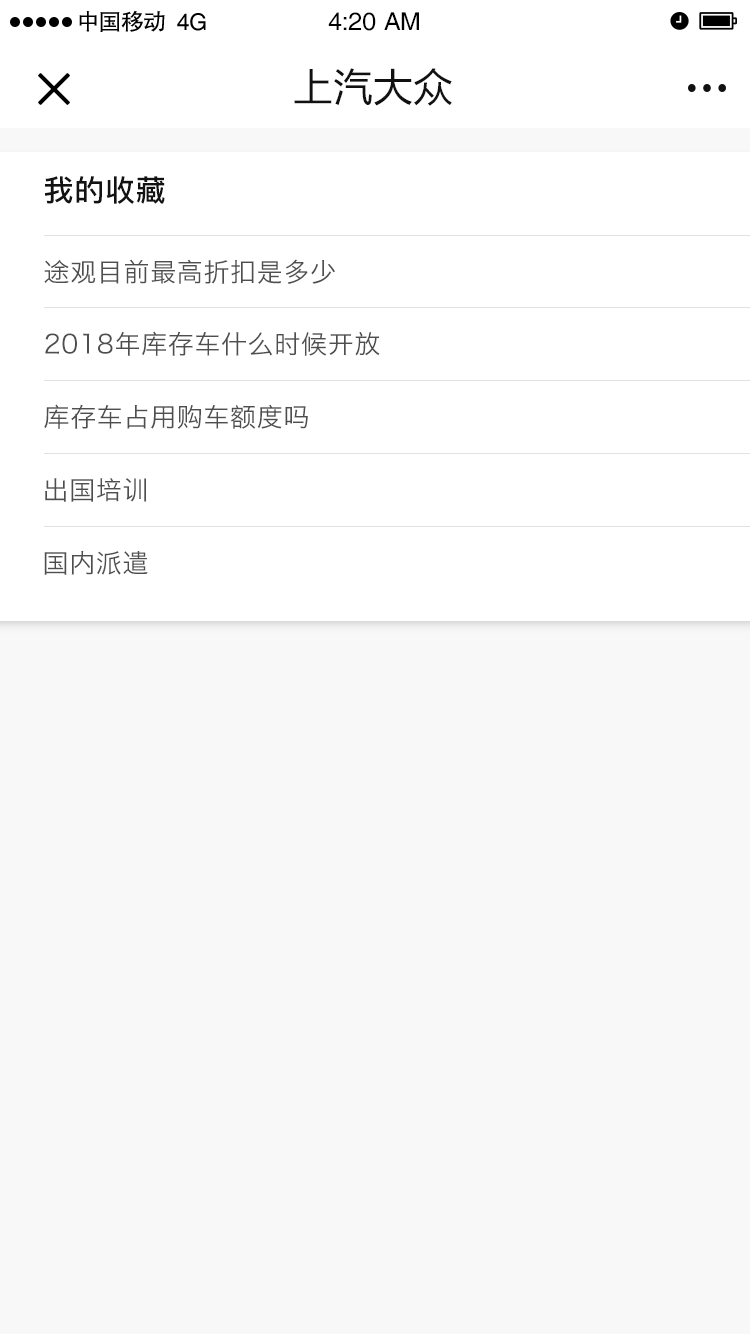 中国移动 4G 4:20 AM
上汽大众
我的收藏
途观目前最高折扣是多少
2018年库存车什么时候开放
库存车占用购车额度吗
出国培训
国内派遣